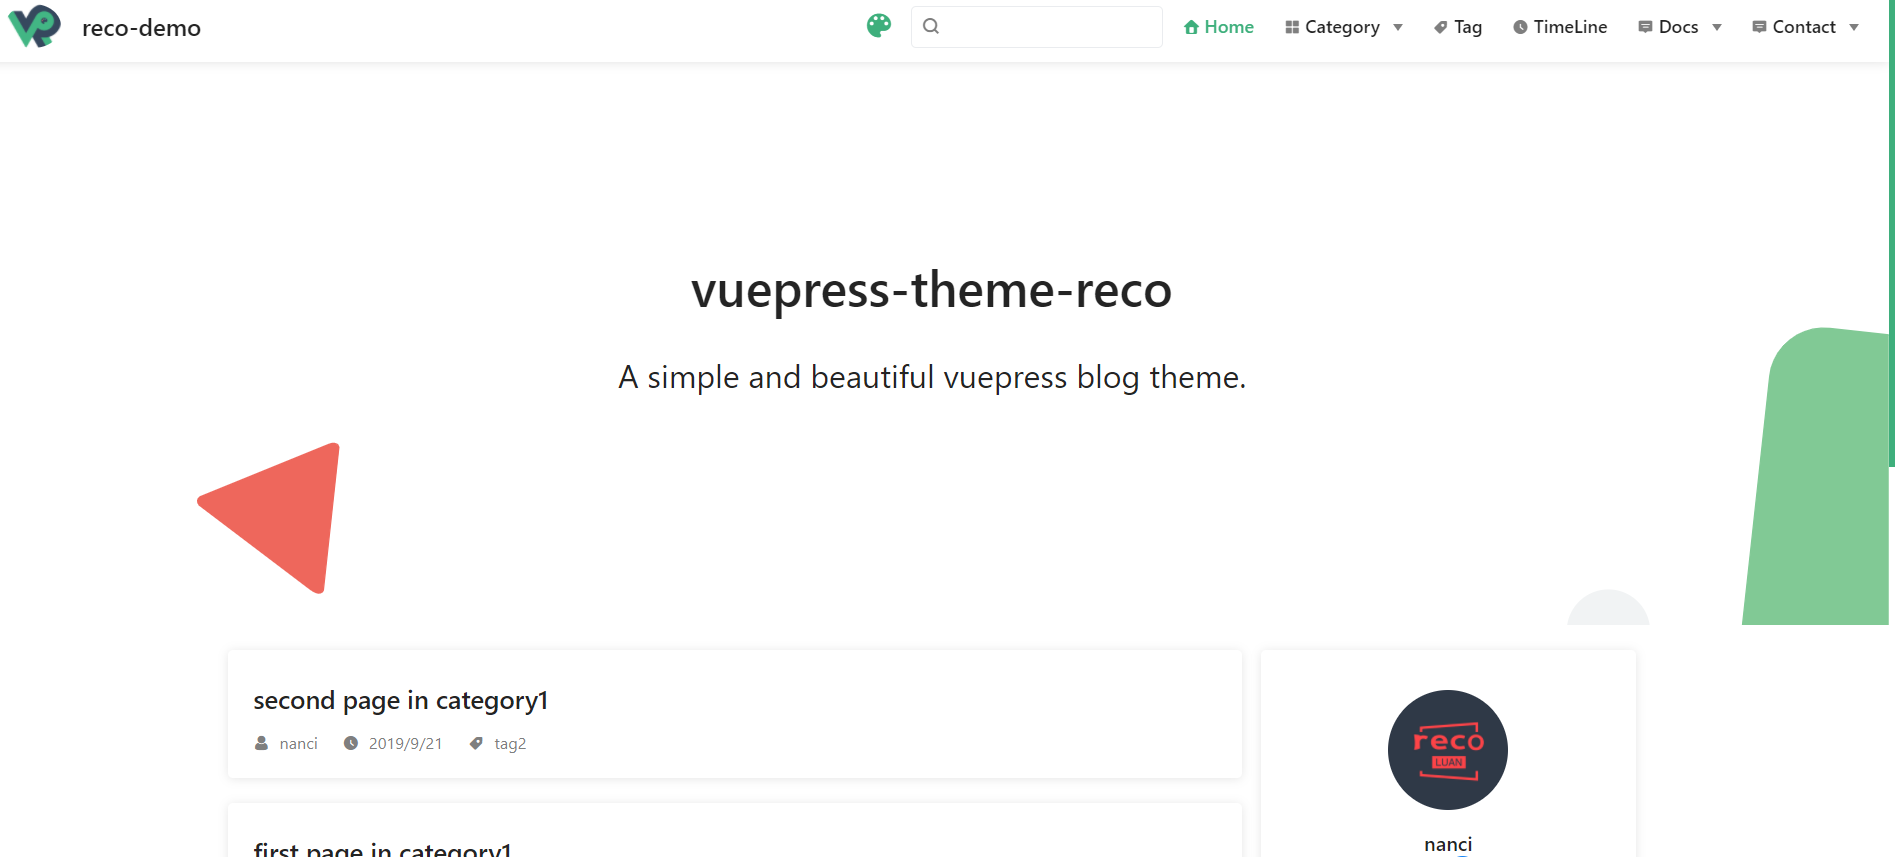 reco-demo
Home Category Tag TimeLine Docs Contact
vuepress-theme-reco
A simple and beautiful vuepress blog theme.
second page in category1
nanci 2019/9/21 tag2
first page in category1
reco
LUAN
nanci